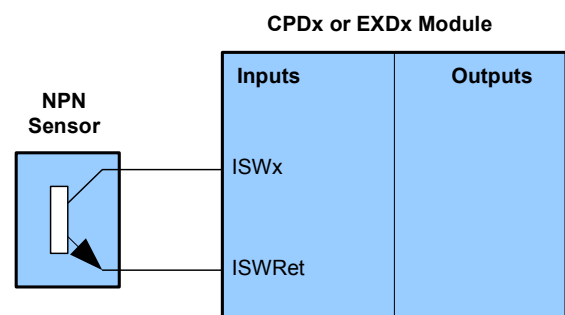 CPDx or EXDx Module
Inputs
Outputs
NPN
Sensor
ISWx
ISWRet